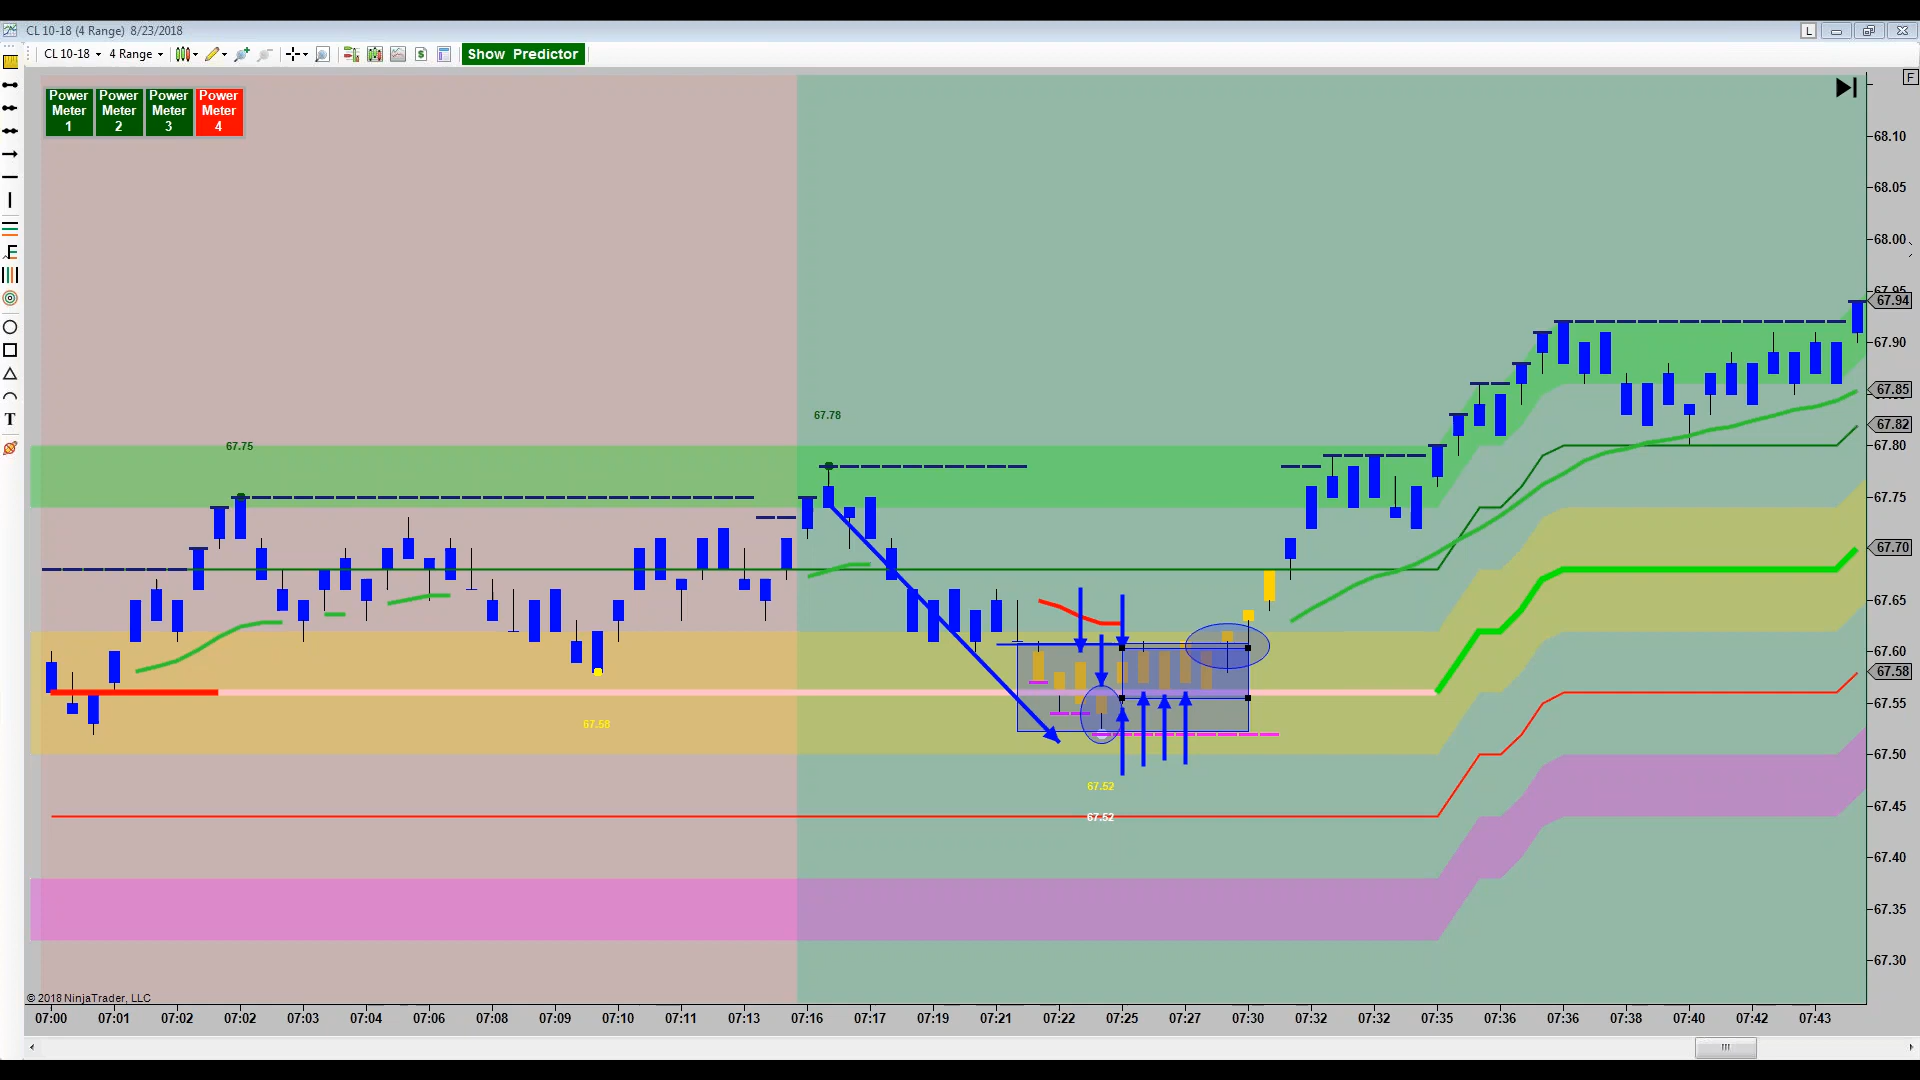 CL 10-18 (4 Range) 8/23/2018
L
CL 10-18 4 Range $ Show Predictor
F
Power Meter 1
Power Meter 2
Power Meter 3
Power Meter 4
68.10
68.05
68.00
67.95
67.94
67.90
67.85
67.82
67.80
67.75
67.70
67.65
67.60
67.58
67.55
67.50
67.45
67.40
67.35
67.30
67.75
67.78
67.58
67.52
67.52
F
T
© 2018 NinjaTrader, LLC
07:00 07:01 07:02 07:02 07:03 07:04 07:06 07:08 07:09 07:10 07:11 07:13 07:16 07:17 07:19 07:21 07:22 07:25 07:27 07:30 07:32 07:32 07:35 07:36 07:36 07:38 07:40 07:42 07:43